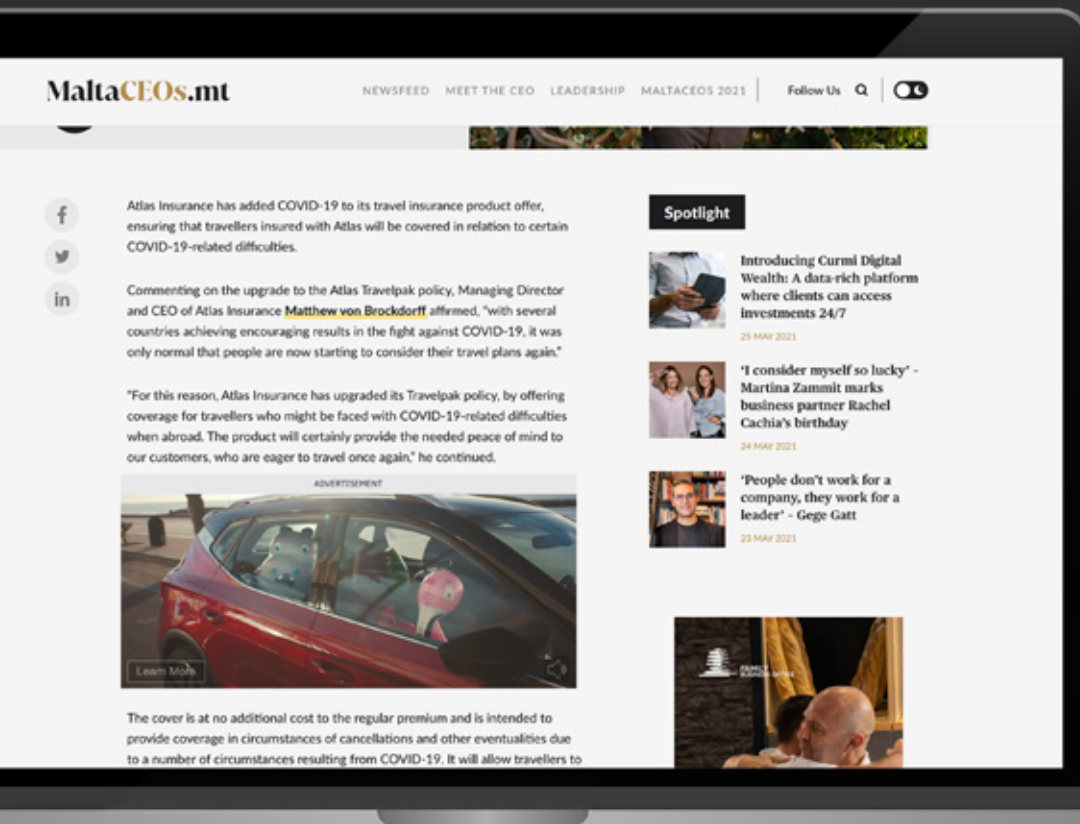 MaltaCEOs.mt
NEWSFEED MEET THE CEO LEADERSHIP MALTACEOS 2021 Follow Us
f
in
Atlas Insurance has added COVID-19 to its travel insurance product offer,
ensuring that travellers insured with Atlas will be covered in relation to certain
COVID-19-related difficulties.
Commenting on the upgrade to the Atlas Travelpak policy, Managing Director
and CEO of Atlas Insurance Matthew von Brockdorff affirmed, “with several
countries achieving encouraging results in the fight against COVID-19, it was
only normal that people are now starting to consider their travel plans again.”
“For this reason, Atlas Insurance has upgraded its Travelpak policy, by offering
coverage for travellers who might be faced with COVID-19-related difficulties
when abroad. The product will certainly provide the needed peace of mind to
our customers, who are eager to travel once again,” he continued.
ADVERTISEMENT
Learn More
The cover is at no additional cost to the regular premium and is intended to
provide coverage in circumstances of cancellations and other eventualities due
to a number of circumstances resulting from COVID-19. It will allow travellers to
Spotlight
Introducing Curmi Digital
Wealth: A data-rich platform
where clients can access
investments 24/7
25 MAY 2021
‘I consider myself so lucky’ –
Martina Zammit marks
business partner Rachel
Cachia’s birthday
24 MAY 2021
‘People don’t work for a
company, they work for a
leader’ – Gege Gatt
23 MAY 2021
FAMILY
BUSINESS OFFICE